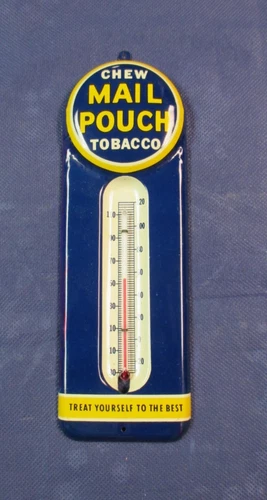 CHEW
MAIL
POUCH
TOBACCO
TREAT YOURSELF TO THE BEST